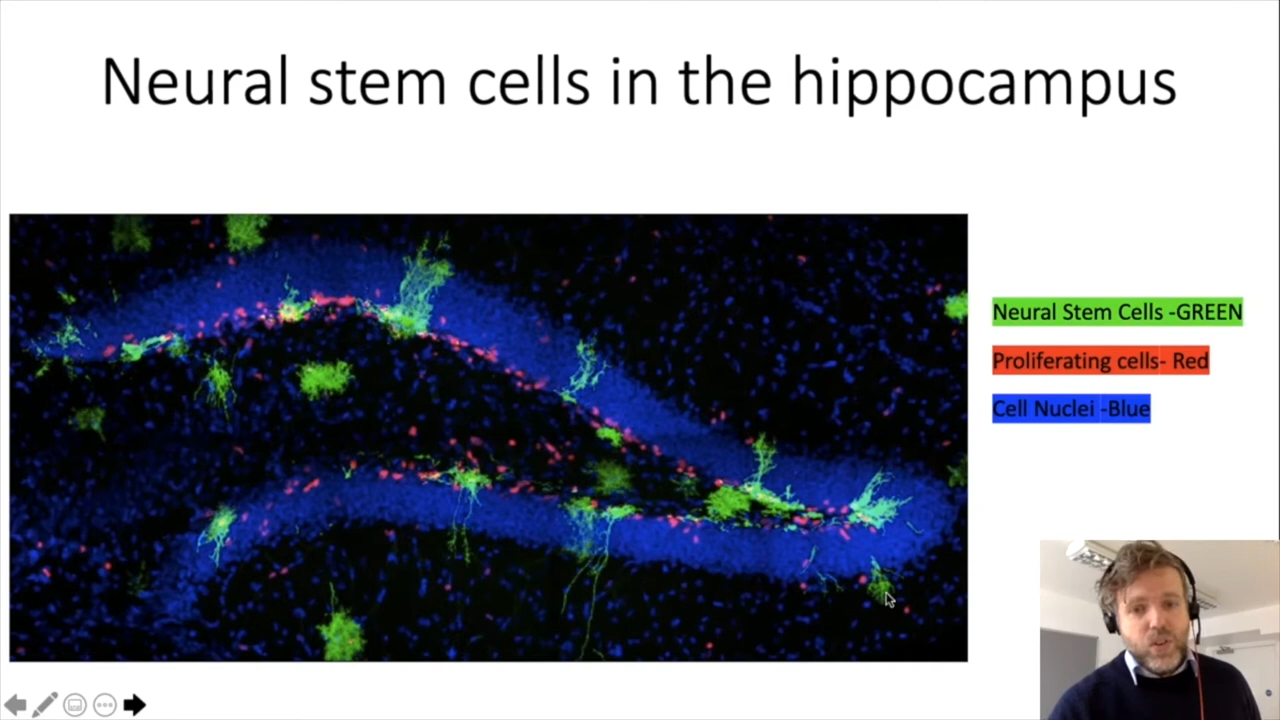 Neural stem cells in the hippocampus
Neural Stem Cells -GREEN
Proliferating cells- Red
Cell Nuclei -Blue